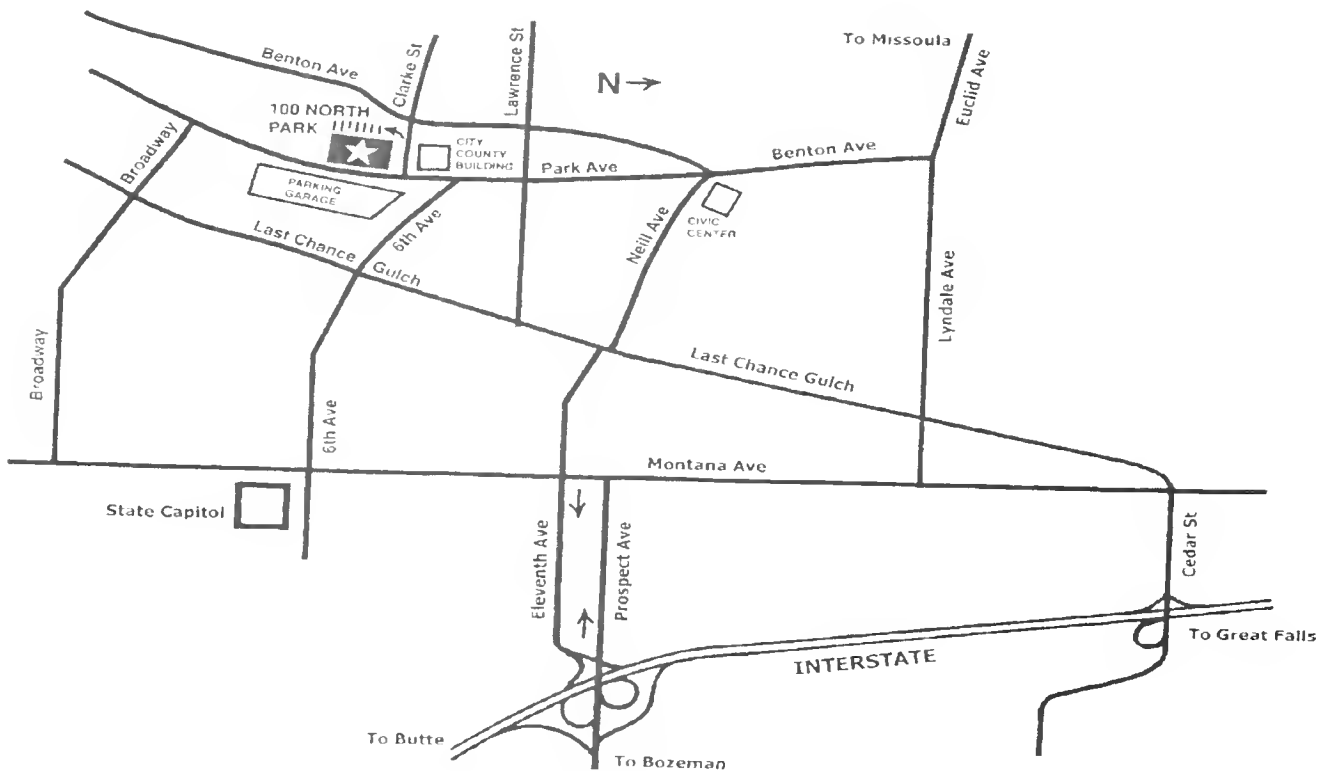 To Missoula
Benton Ave
Clarke St
Lawrence St
N
Euclid Ave
100 NORTH
PARK
CITY
COUNTY
BUILDING
Broadway
Park Ave
Benton Ave
PARKING
GARAGE
6th Ave
Neill Ave
CIVIC
CENTER
Last Chance Gulch
Lyndale Ave
Broadway
Last Chance Gulch
6th Ave
Montana Ave
State Capitol
Eleventh Ave
Prospect Ave
Cedar St
To Great Falls
INTERSTATE
To Butte
To Bozeman